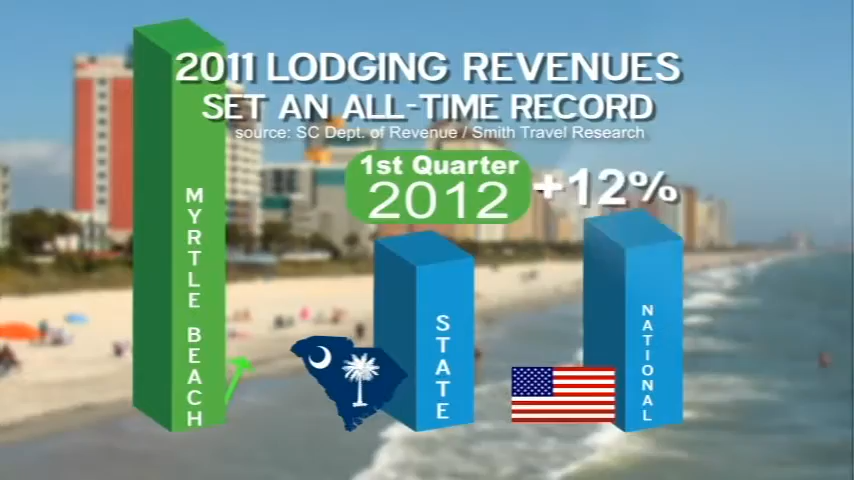 2011 LODGING REVENUES
SET AN ALL-TIME RECORD
source: SC Dept. of Revenue / Smith Travel Research
1st Quarter
2012
+12%
MYRTLE BEACH
STATE
NATIONAL